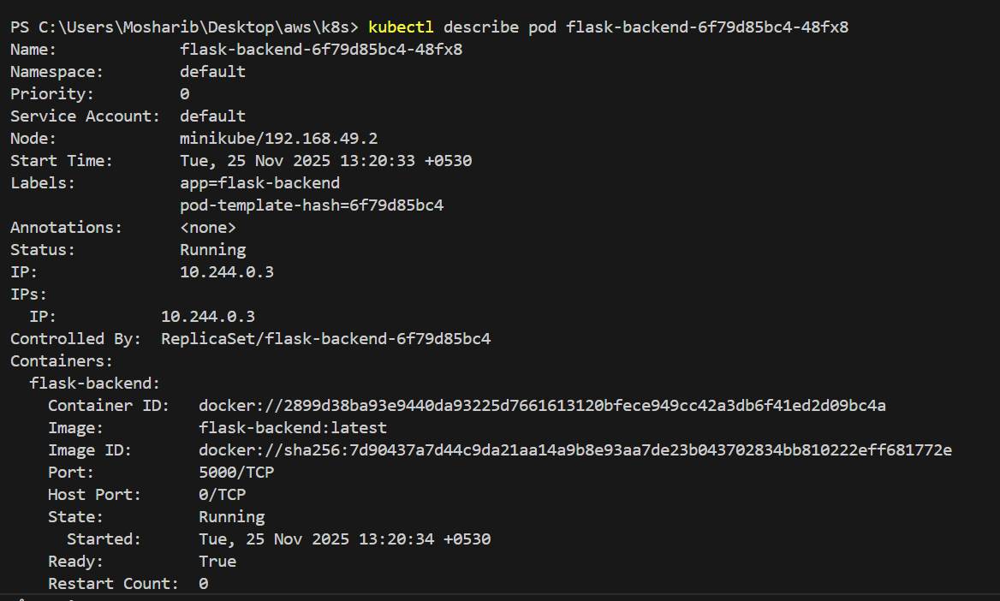 PS C:\Users\Mosharib\Desktop\aws\k8s> kubectl describe pod flask-backend-6f79d85bc4-48fx8
Name:             flask-backend-6f79d85bc4-48fx8
Namespace:        default
Priority:         0
Service Account:  default
Node:             minikube/192.168.49.2
Start Time:       Tue, 25 Nov 2025 13:20:33 +0530
Labels:           app=flask-backend
                  pod-template-hash=6f79d85bc4
Annotations:      <none>
Status:           Running
IP:               10.244.0.3
IPs:
  IP:           10.244.0.3
Controlled By:  ReplicaSet/flask-backend-6f79d85bc4
Containers:
  flask-backend:
    Container ID:   docker://2899d38ba93e9440da93225d7661613120bfece949cc42a3db6f41ed2d09bc4a
    Image:          flask-backend:latest
    Image ID:       docker://sha256:7d90437a7d44c9da21aa14a9b8e93aa7de23b043702834bb810222eff681772e
    Port:           5000/TCP
    Host Port:      0/TCP
    State:          Running
      Started:      Tue, 25 Nov 2025 13:20:34 +0530
    Ready:          True
    Restart Count:  0